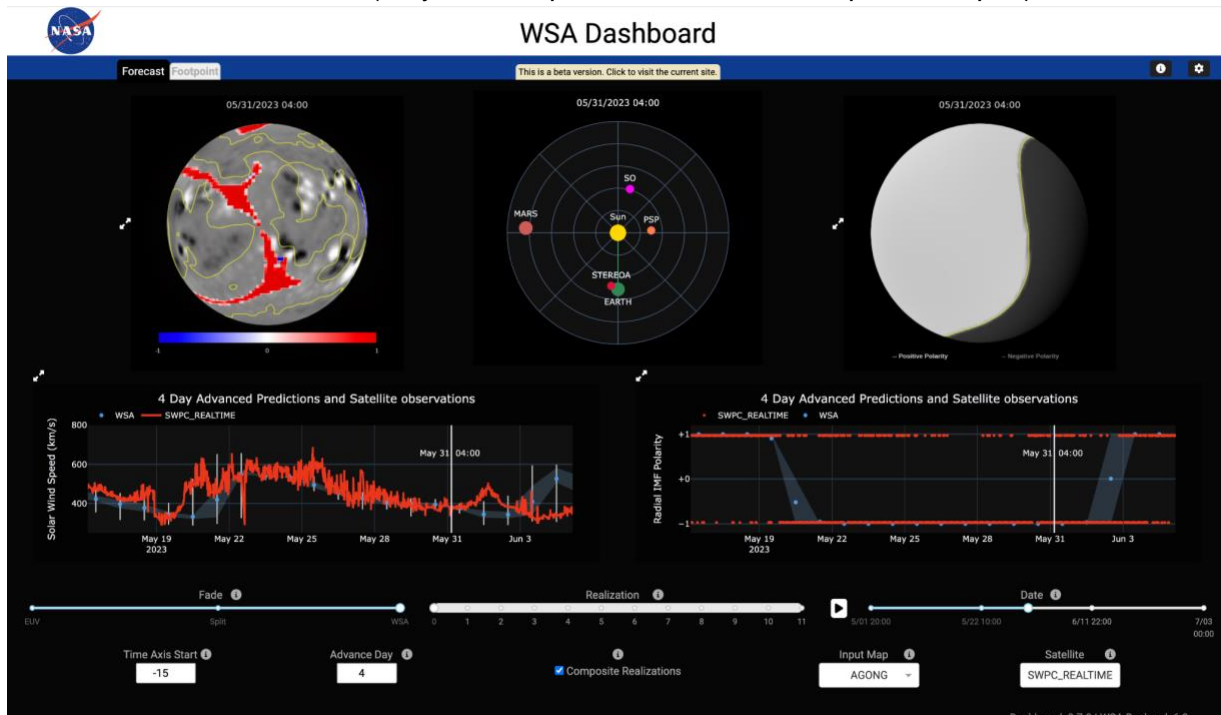 NASA
WSA Dashboard
Forecast
Footpoint
This is a beta version. Click to visit the current site.
05/31/2023 04:00
-1
0
1
05/31/2023 04:00
SO
MARS
Sun
PSP
STEREOA
EARTH
05/31/2023 04:00
-- Positive Polarity
-- Negative Polarity
4 Day Advanced Predictions and Satellite observations
WSA
SWPC_REALTIME
Solar Wind Speed (km/s)
800
600
400
May 31 04:00
May 19
2023
May 22
May 25
May 28
May 31
Jun 3
4 Day Advanced Predictions and Satellite observations
SWPC_REALTIME
WSA
Radial IMF Polarity
+1
+0
−1
May 31 04:00
May 19
2023
May 22
May 25
May 28
May 31
Jun 3
Fade
EUV
Split
WSA
Realization
0 1 2 3 4 5 6 7 8 9 10 11
Date
5/01 20:00
5/22 10:00
6/11 22:00
7/03
00:00
Time Axis Start
-15
Advance Day
4
Composite Realizations
Input Map
AGONG
Satellite
SWPC_REALTIME